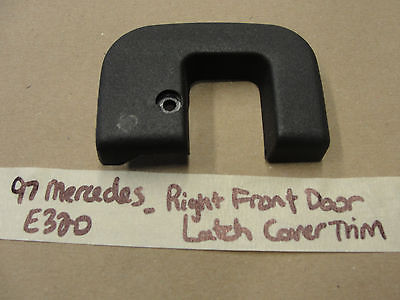 97 Mercedes - Right Front Door
E320 Latch Cover Trim